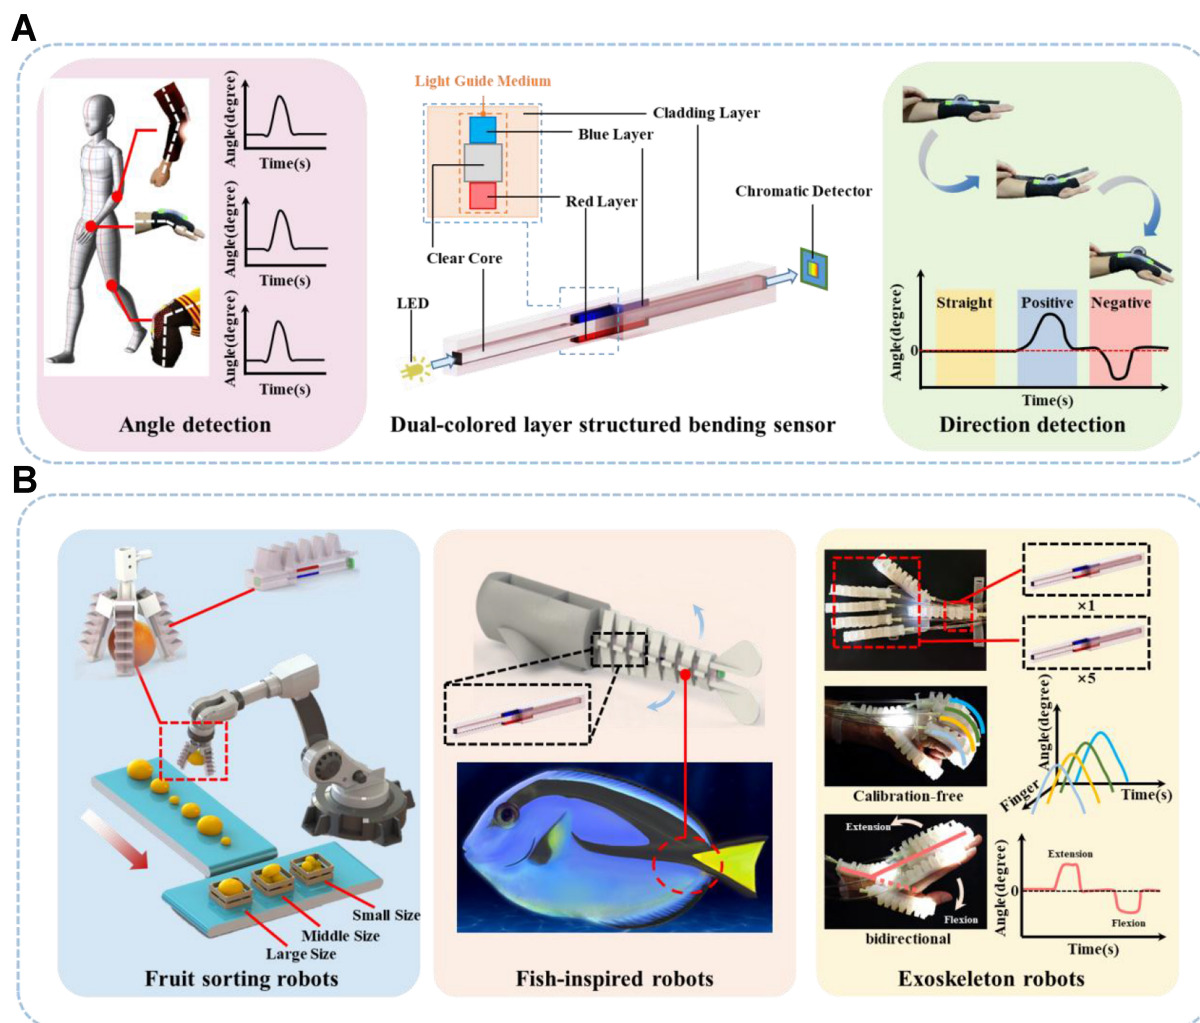 A
Angle(degree)
Time(s)
Angle(degree)
Time(s)
Angle(degree)
Time(s)
Angle detection
Light Guide Medium
Cladding Layer
Blue Layer
Red Layer
Clear Core
LED
Chromatic Detector
Dual-colored layer structured bending sensor
Straight
Positive
Negative
Angle(degree)
0
Time(s)
Direction detection
B
Small Size
Middle Size
Large Size
Fruit sorting robots
Fish-inspired robots
×1
×5
Calibration-free
Angle(degree)
Finger
Time(s)
Extension
Flexion
bidirectional
Angle(degree)
Extension
0
Flexion
Time(s)
Exoskeleton robots